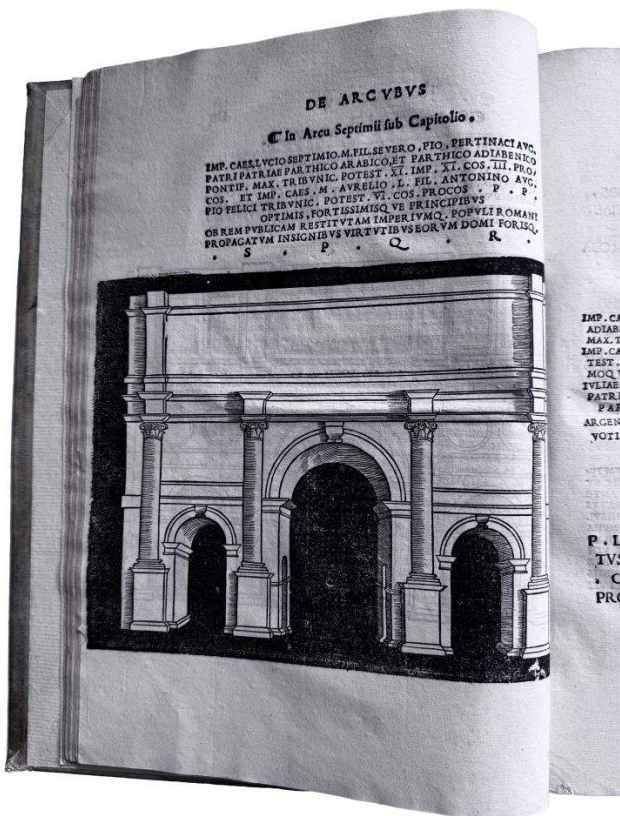 DE ARCVBVS
☾ In Arcu Septimii sub Capitolio.
IMP. CAES. LVCIO SEPTIMIO. M. FIL. SEVERO, PIO, PERTINACI AVG.
PATRI PATRIAE PARTHICO ARABICO, ET PARTHICO ADIABENICO
PONTIF. MAX. TRIBVNIC. POTEST. XI. IMP. XI. COS. III. PRO,
COS. ET IMP. CAES. M. AVRELIO, L. FIL. ANTONINO AVG.
PIO FELICI TRIBVNIC. POTEST. VI. COS. PROCOS . P . P .
OPTIMIS, FORTISSIMISQ VE PRINCIPIBVS
OB REM PVBLICAM RESTITVTAM IMPERIVMQ. POPVLI ROMANI
PROPAGATVM INSIGNIBVS VIRTVTIBVS EORVM DOMI FORISQ.
. S . P . Q . R .
IMP. CA
ADIAB
MAX. T
IMP. CA
TEST.
MOQ V
IVLIAE
PATRI
PAR
ARGEN
VOTI
P. L
TVS
. C
PRO